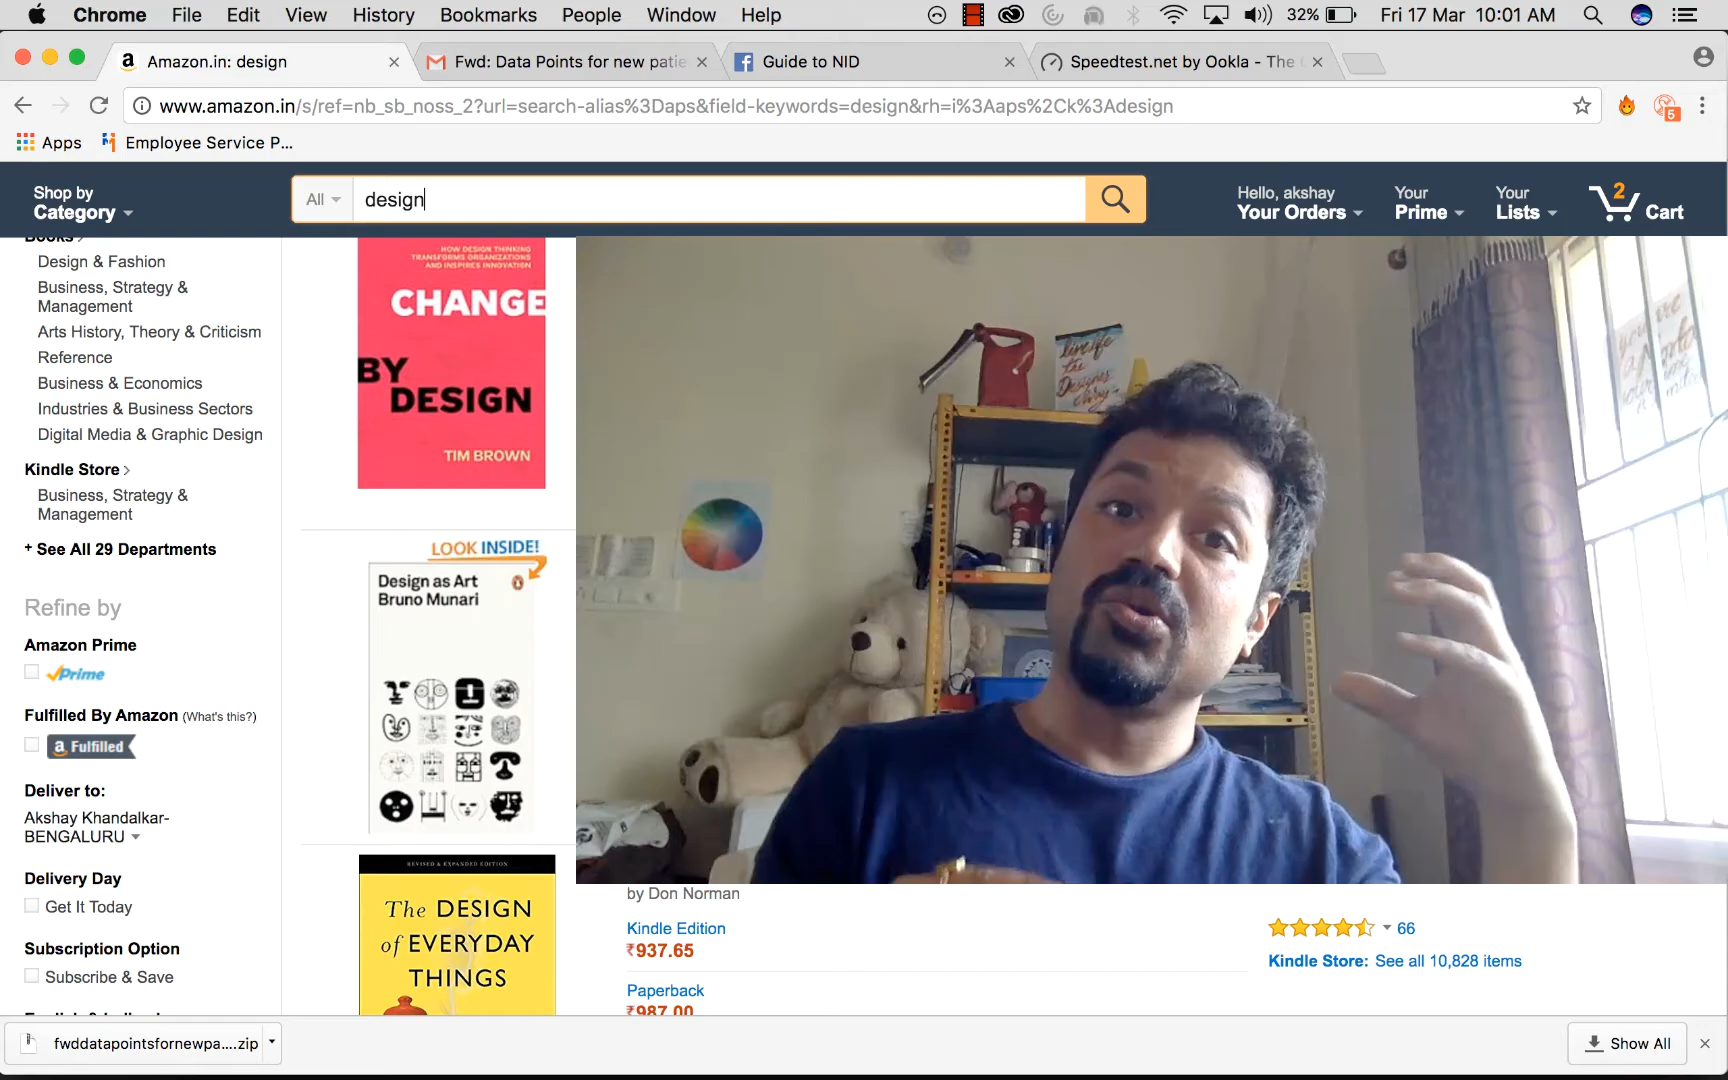 Chrome File Edit View History Bookmarks People Window Help 32% Fri 17 Mar 10:01 AM
Amazon.in: design
Fwd: Data Points for new patie
Guide to NID
Speedtest.net by Ookla - The
www.amazon.in/s/ref=nb_sb_noss_2?url=search-alias%3Daps&field-keywords=design&rh=i%3Aaps%2Ck%3Adesign
5
Apps Employee Service P...
Shop by
Category
All design
Hello, akshay
Your Orders
Your
Prime
Your
Lists
2
Cart
Books
Design & Fashion
Business, Strategy &
Management
Arts History, Theory & Criticism
Reference
Business & Economics
Industries & Business Sectors
Digital Media & Graphic Design
Kindle Store
Business, Strategy &
Management
+ See All 29 Departments
Refine by
Amazon Prime
Prime
Fulfilled By Amazon (What's this?)
a Fulfilled
Deliver to:
Akshay Khandalkar-
BENGALURU
Delivery Day
Get It Today
Subscription Option
Subscribe & Save
HOW DESIGN THINKING
TRANSFORMS ORGANIZATIONS
AND INSPIRES INNOVATION
CHANGE
BY
DESIGN
TIM BROWN
LOOK INSIDE!
Design as Art
Bruno Munari
REVISED & EXPANDED EDITION
The DESIGN
of EVERYDAY
THINGS
by Don Norman
Kindle Edition
₹937.65
Paperback
₹987.00
66
Kindle Store: See all 10,828 items
fwddatapointsfornewpa....zip
Show All